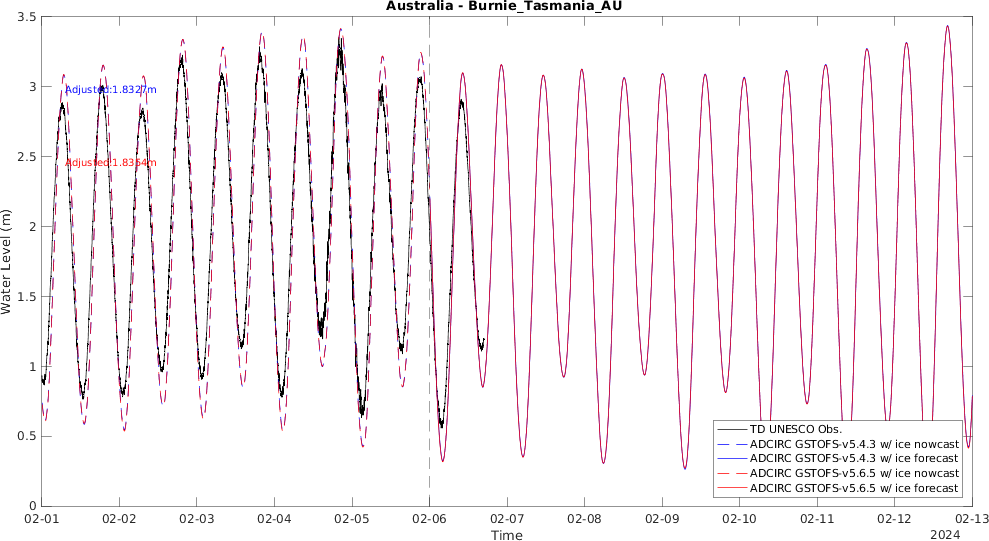 Australia - Burnie_Tasmania_AU
3.5
3
2.5
2
1.5
1
0.5
0
Water Level (m)
Adjusted:1.8327m
Adjusted:1.8364m
TD UNESCO Obs.
ADCIRC GSTOFS-v5.4.3 w/ ice nowcast
ADCIRC GSTOFS-v5.4.3 w/ ice forecast
ADCIRC GSTOFS-v5.6.5 w/ ice nowcast
ADCIRC GSTOFS-v5.6.5 w/ ice forecast
02-01 02-02 02-03 02-04 02-05 02-06 02-07 02-08 02-09 02-10 02-11 02-12 02-13
Time
2024